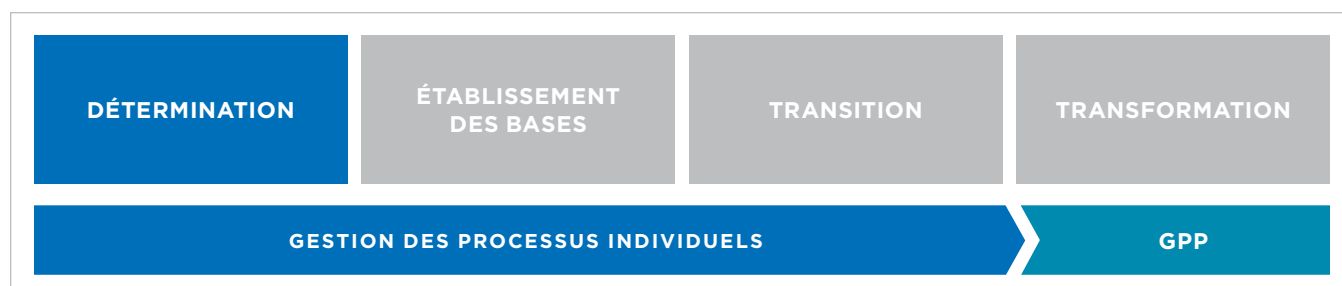 DÉTERMINATION
ÉTABLISSEMENT
DES BASES
TRANSITION
TRANSFORMATION
GESTION DES PROCESSUS INDIVIDUELS
GPP